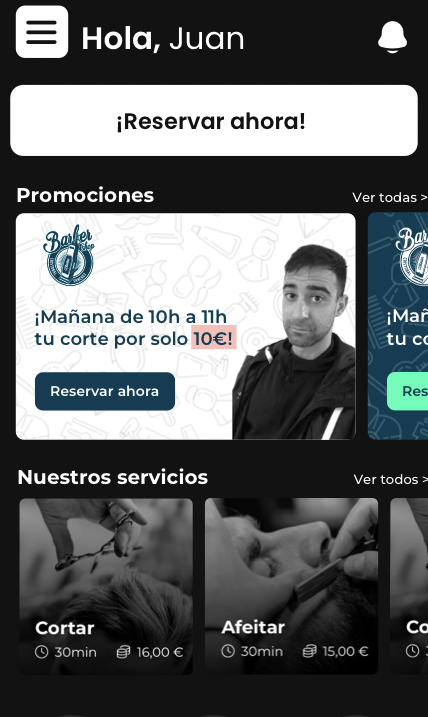 Hola, Juan
¡Reservar ahora!
Promociones
Ver todas >
Barber
¡Mañana de 10h a 11h
tu corte por solo 10€!
Reservar ahora
¡Mañ
tu co
Res
Nuestros servicios
Ver todos >
Cortar
30min
16,00 €
Afeitar
30min
15,00 €
Co